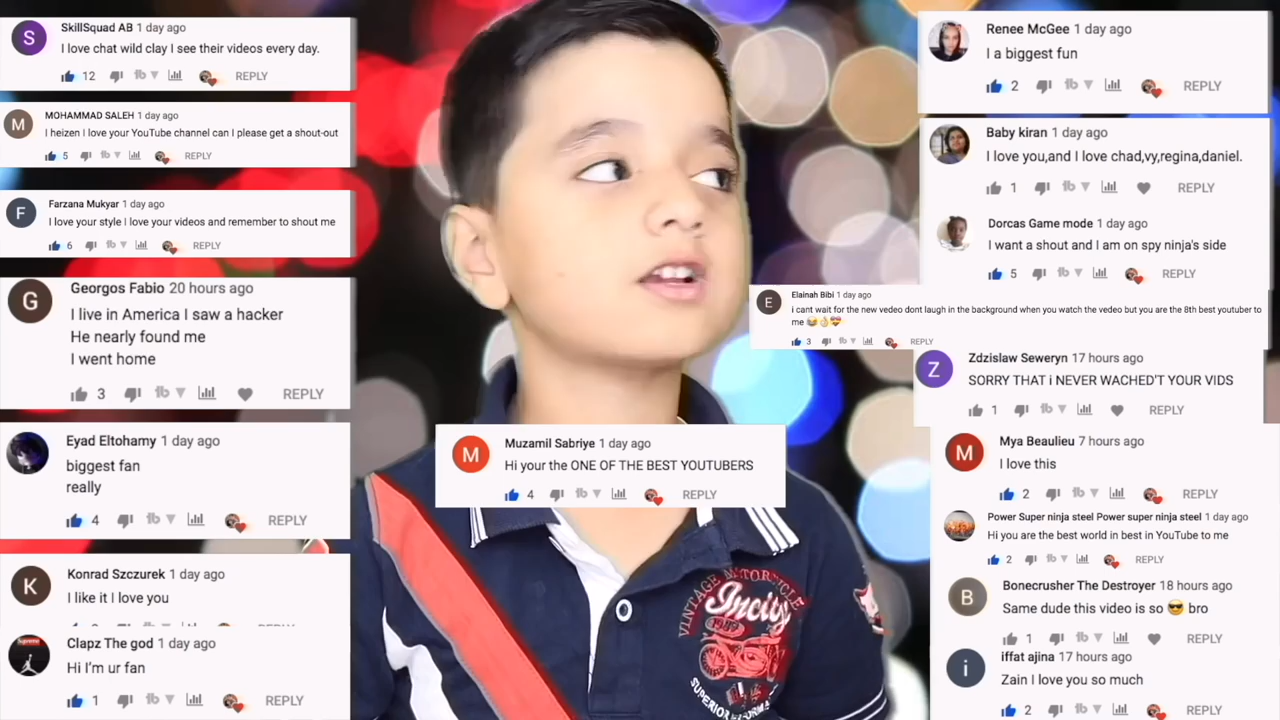 S
SkillSquad AB 1 day ago
I love chat wild clay I see their videos every day.
12 REPLY
M
MOHAMMAD SALEH 1 day ago
I heizen I love your YouTube channel can I please get a shout-out
5 REPLY
F
Farzana Mukyar 1 day ago
I love your style I love your videos and remember to shout me
6 REPLY
G
Georgos Fabio 20 hours ago
I live in America I saw a hacker
He nearly found me
I went home
3 REPLY
Eyad Eltohamy 1 day ago
biggest fan
really
4 REPLY
K
Konrad Szczurek 1 day ago
I like it I love you
Supreme
Clapz The god 1 day ago
Hi I'm ur fan
1 REPLY
M
Muzamil Sabriye 1 day ago
Hi your the ONE OF THE BEST YOUTUBERS
4 REPLY
VINTAGE MOTORCYCLE
Incity
Renee McGee 1 day ago
I a biggest fun
2 REPLY
Baby kiran 1 day ago
I love you,and I love chad,vy,regina,daniel.
1 REPLY
Dorcas Game mode 1 day ago
I want a shout and I am on spy ninja's side
5 REPLY
E
Elainah Bibi 1 day ago
i cant wait for the new vedeo dont laugh in the background when you watch the vedeo but you are the 8th best youtuber to
me 😂👌💝
3 REPLY
Z
Zdzislaw Seweryn 17 hours ago
SORRY THAT i NEVER WACHED'T YOUR VIDS
1 REPLY
M
Mya Beaulieu 7 hours ago
I love this
2 REPLY
Power Super ninja steel Power super ninja steel 1 day ago
Hi you are the best world in best in YouTube to me
2 REPLY
B
Bonecrusher The Destroyer 18 hours ago
Same dude this video is so 😎 bro
1 REPLY
i
iffat ajina 17 hours ago
Zain I love you so much
2 REPLY